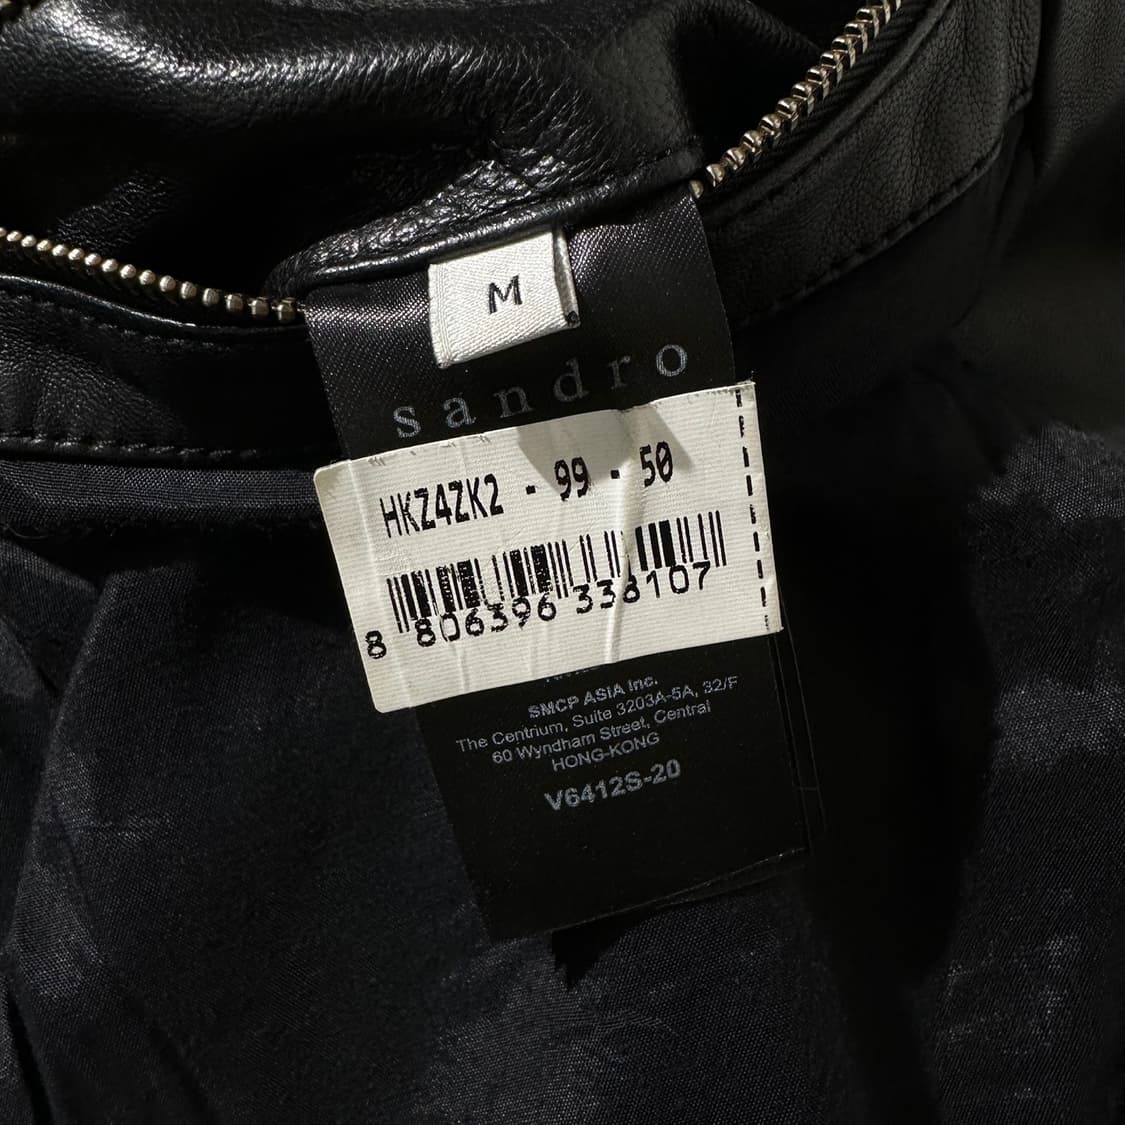 M
sandro
HKZ4ZK2 - 99 - 50
8 806396 338107
SMCP ASIA Inc.
The Centrium, Suite 3203A-5A, 32/F
60 Wyndham Street, Central
HONG-KONG
V6412S-20